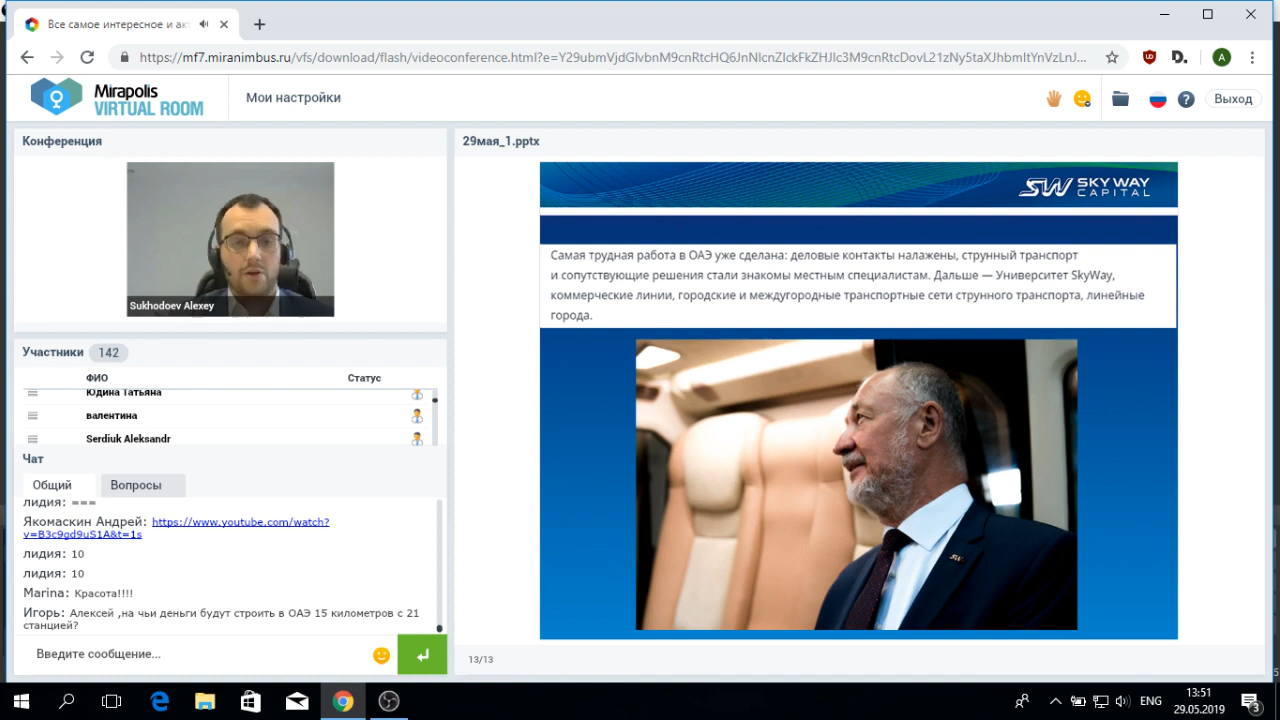 Все самое интересное и ак
https://mf7.miranimbus.ru/vfs/download/flash/videoconference.html?e=
A
Mirapolis
VIRTUAL ROOM
Мои настройки
Выход
Конференция
Sukhodoev Alexey
Участники 142
ФИО Статус
Юдина Татьяна
валентина
Serdiuk Aleksandr
Чат
Общий Вопросы
лидия: ===
Якомаскин Андрей: https://www.youtube.com/watch?
v=B3c9gd9uS1A&t=1s
лидия: 10
лидия: 10
Marina: Красота!!!!
Игорь: Алексей ,на чьи деньги будут строить в ОАЭ 15 километров с 21
станцией?
Введите сообщение...
29мая_1.pptx
SW SKY WAY
CAPITAL
Самая трудная работа в ОАЭ уже сделана: деловые контакты налажены, струнный транспорт
и сопутствующие решения стали знакомы местным специалистам. Дальше — Университет SkyWay,
коммерческие линии, городские и междугородные транспортные сети струнного транспорта, линейные
города.
SW
13/13
ENG
13:51
29.05.2019
3